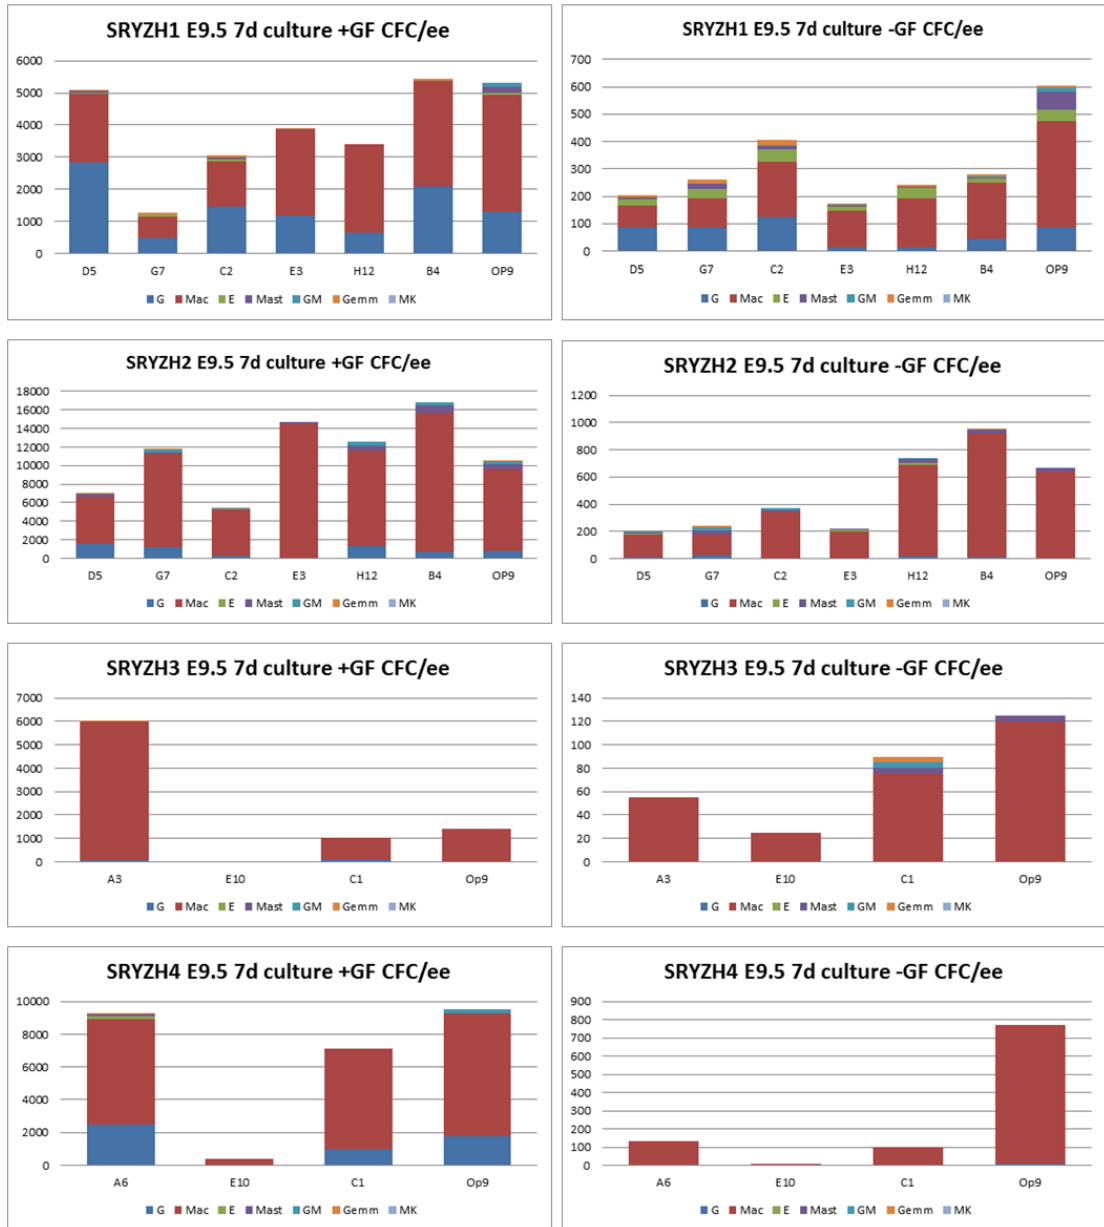 SRYZH1 E9.5 7d culture +GF CFC/ee
6000
5000
4000
3000
2000
1000
0
D5 G7 C2 E3 H12 B4 OP9
G Mac E Mast GM Gemm MK
SRYZH1 E9.5 7d culture -GF CFC/ee
700
600
500
400
300
200
100
0
D5 G7 C2 E3 H12 B4 OP9
G Mac E Mast GM Gemm MK
SRYZH2 E9.5 7d culture +GF CFC/ee
18000
16000
14000
12000
10000
8000
6000
4000
2000
0
D5 G7 C2 E3 H12 B4 OP9
G Mac E Mast GM Gemm MK
SRYZH2 E9.5 7d culture -GF CFC/ee
1200
1000
800
600
400
200
0
D5 G7 C2 E3 H12 B4 OP9
G Mac E Mast GM Gemm MK
SRYZH3 E9.5 7d culture +GF CFC/ee
7000
6000
5000
4000
3000
2000
1000
0
A3 E10 C1 Op9
G Mac E Mast GM Gemm MK
SRYZH3 E9.5 7d culture -GF CFC/ee
140
120
100
80
60
40
20
0
A3 E10 C1 Op9
G Mac E Mast GM Gemm MK
SRYZH4 E9.5 7d culture +GF CFC/ee
10000
8000
6000
4000
2000
0
A6 E10 C1 Op9
G Mac E Mast GM Gemm MK
SRYZH4 E9.5 7d culture -GF CFC/ee
900
800
700
600
500
400
300
200
100
0
A6 E10 C1 Op9
G Mac E Mast GM Gemm MK